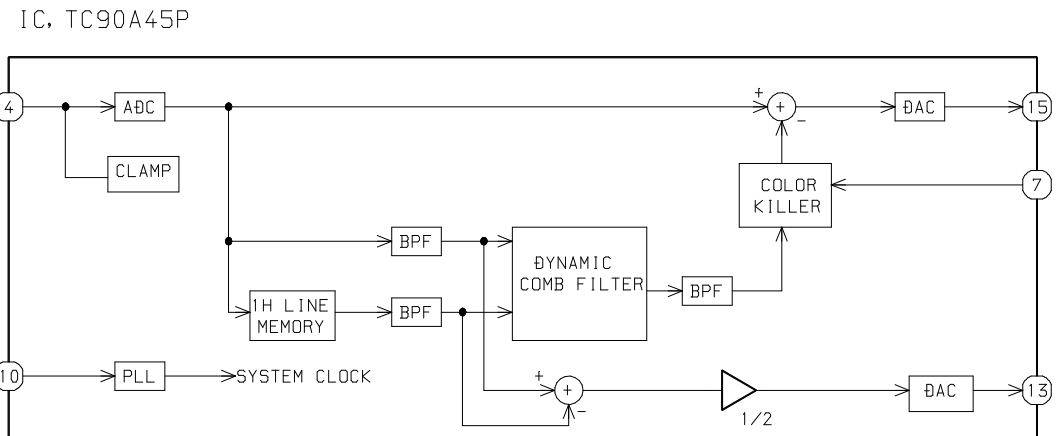 IC, TC90A45P
4
ADC
+
+
−
DAC
15
CLAMP
COLOR
KILLER
7
BPF
DYNAMIC
COMB FILTER
BPF
1H LINE
MEMORY
BPF
10
PLL
SYSTEM CLOCK
+
+
−
1/2
DAC
13